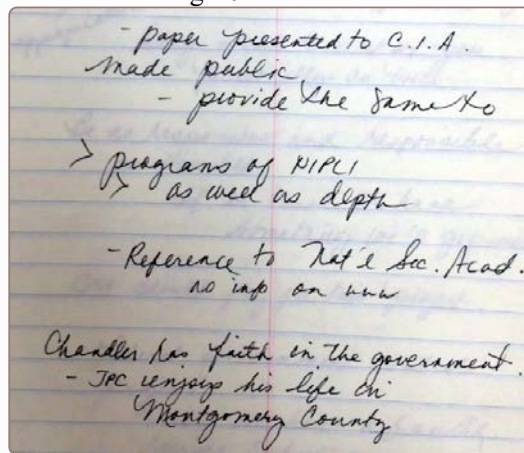 - paper presented to C.I.A.
made public
- provide the same to
> programs of NIPLI
> as well as depth
- Reference to Nat'l Sec. Acad.
no info on www
Chandler has faith in the government.
- JPC enjoys his life in
Montgomery County